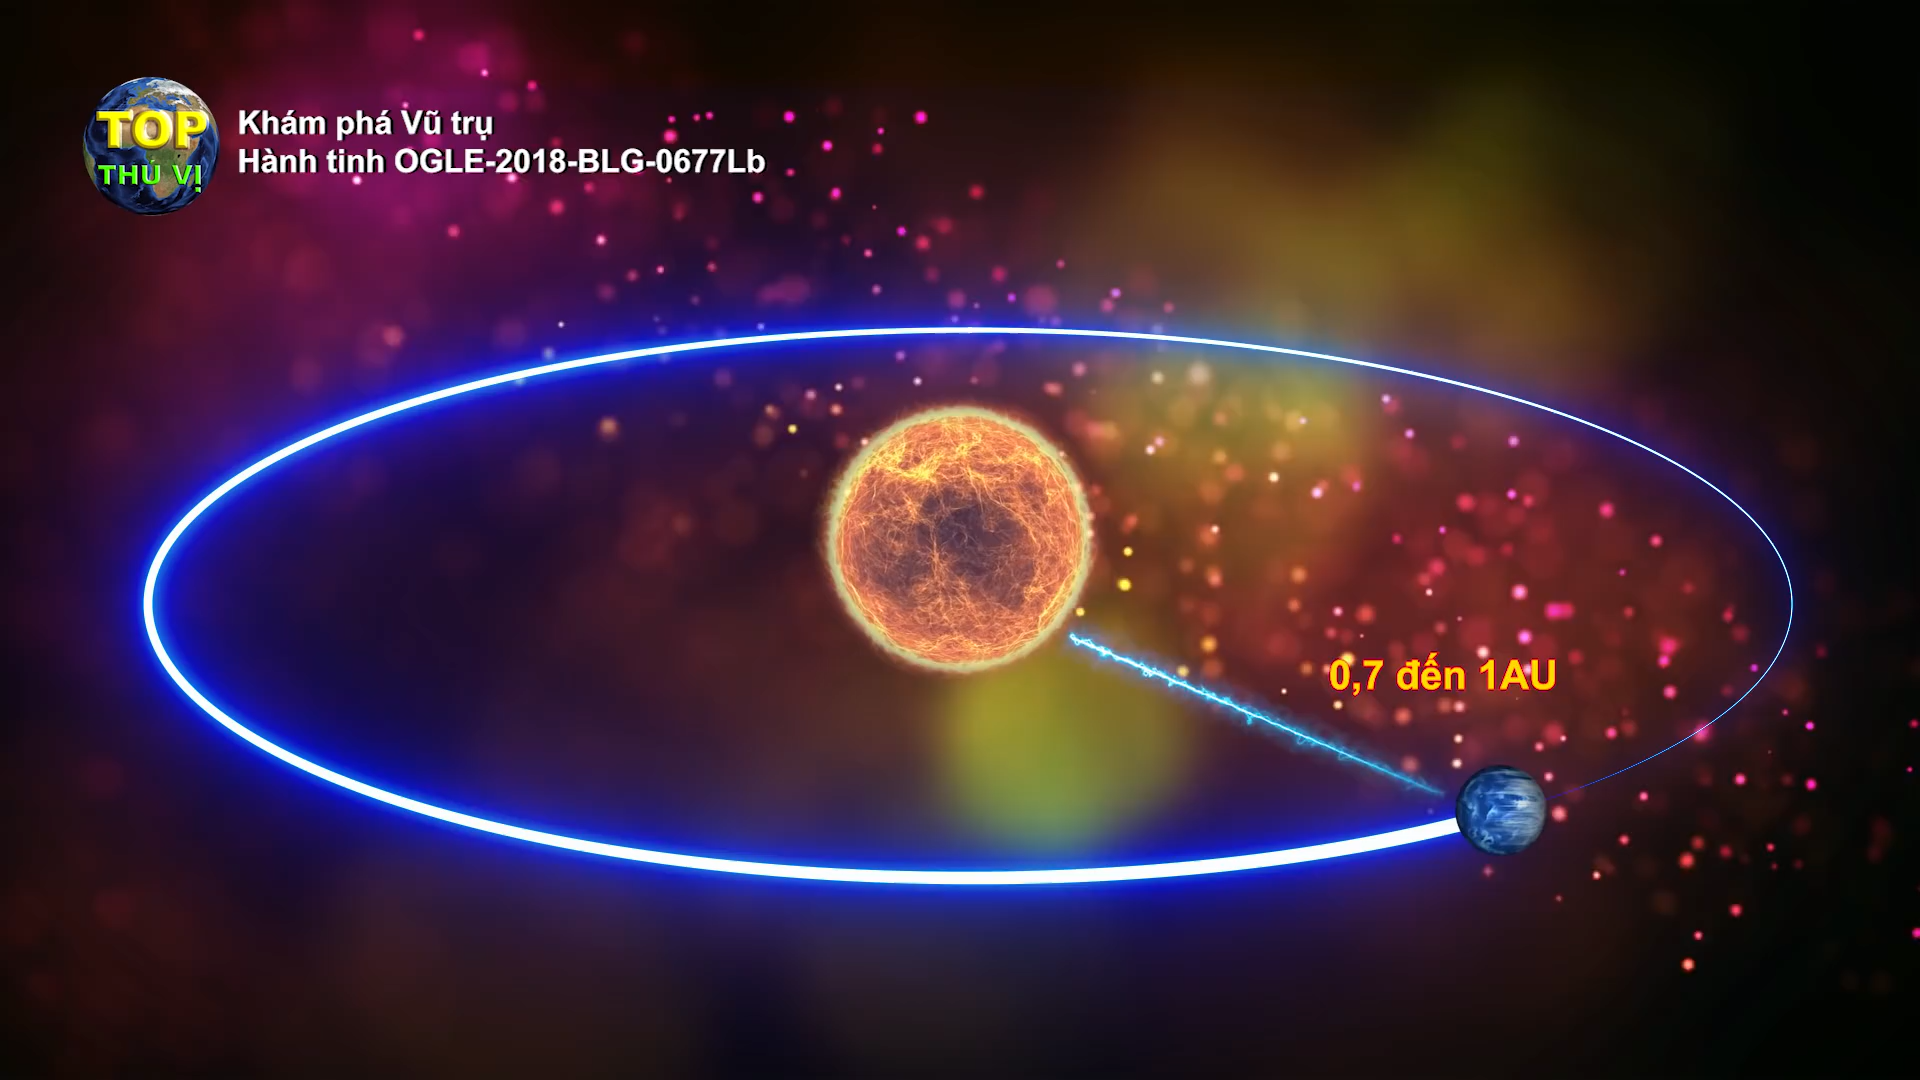 TOP
THÚ VỊ
Khám phá Vũ trụ
Hành tinh OGLE-2018-BLG-0677Lb
0,7 đến 1AU